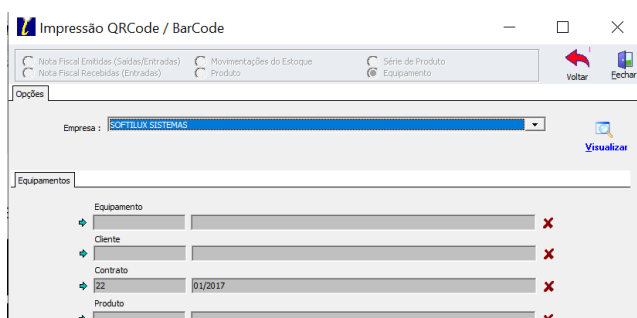 Impressão QRCode / BarCode
Nota Fiscal Emitidas (Saídas/Entradas) Movimentações do Estoque Série de Produto
Nota Fiscal Recebidas (Entradas) Produto Equipamento
Voltar Fechar
Opções
Empresa : SOFTILUX SISTEMAS
Visualizar
Equipamentos
Equipamento
Cliente
Contrato
22 01/2017
Produto